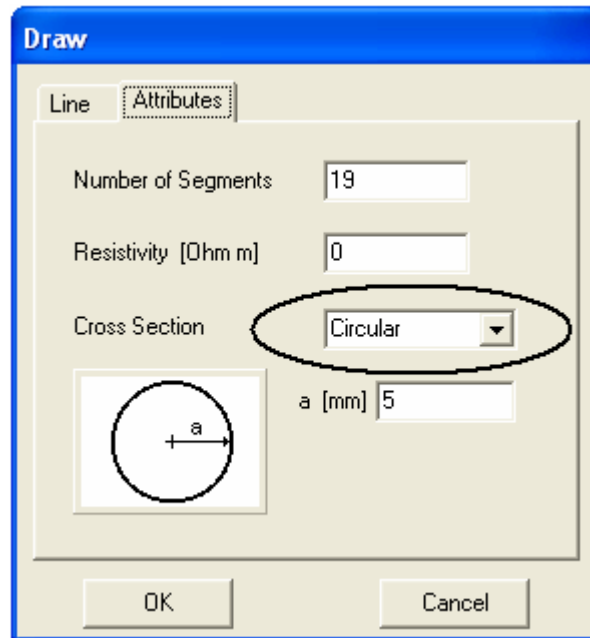 Draw
Line Attributes
Number of Segments 19
Resistivity [Ohm m] 0
Cross Section Circular
a [mm] 5
a
OK Cancel